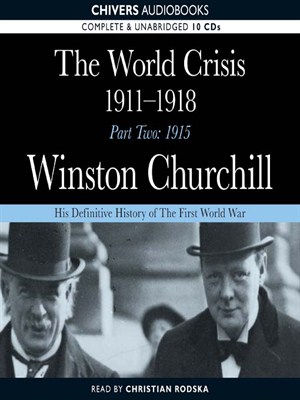 CHIVERS AUDIOBOOKS
COMPLETE & UNABRIDGED 10 CDs
The World Crisis
1911–1918
Part Two: 1915
Winston Churchill
His Definitive History of The First World War
READ BY CHRISTIAN RODSKA